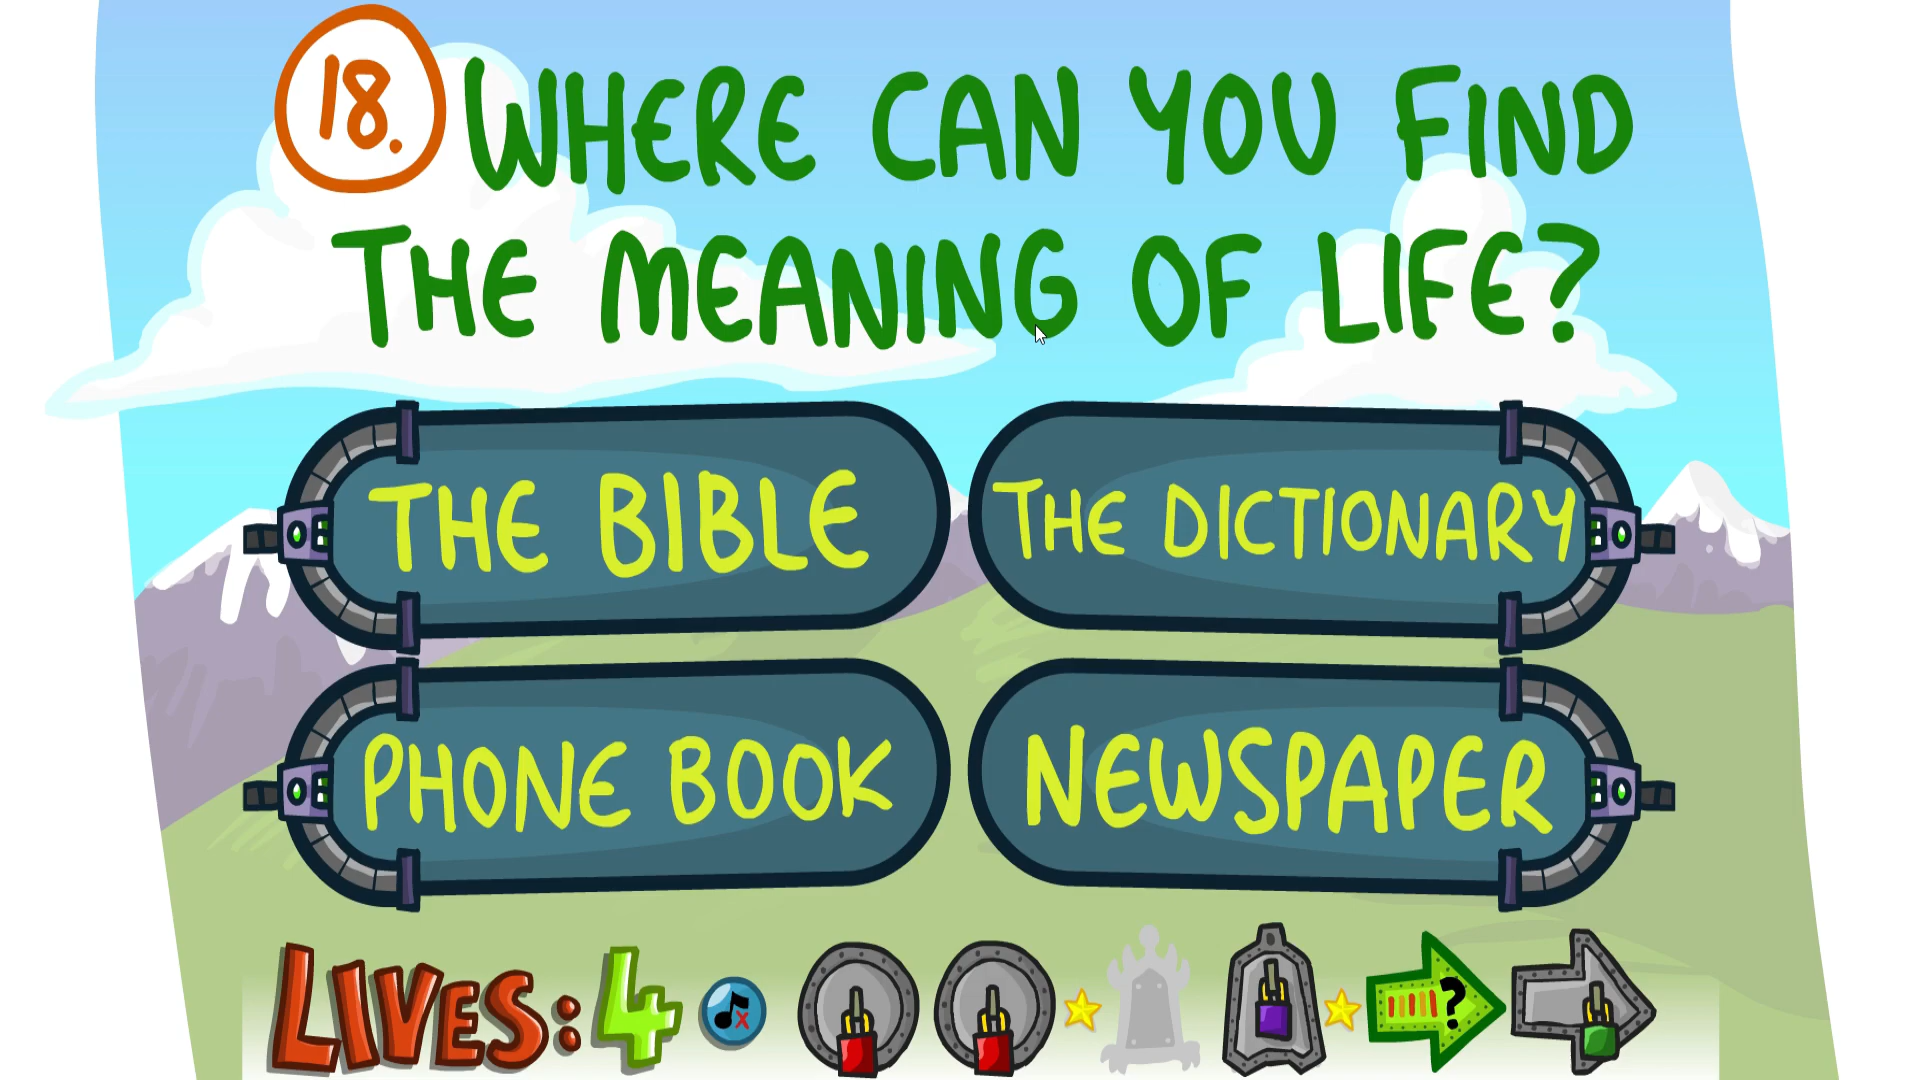 18. WHERE CAN YOU FIND
THE MEANING OF LIFE?
THE BIBLE
THE DICTIONARY
PHONE BOOK
NEWSPAPER
LIVES: 4
?